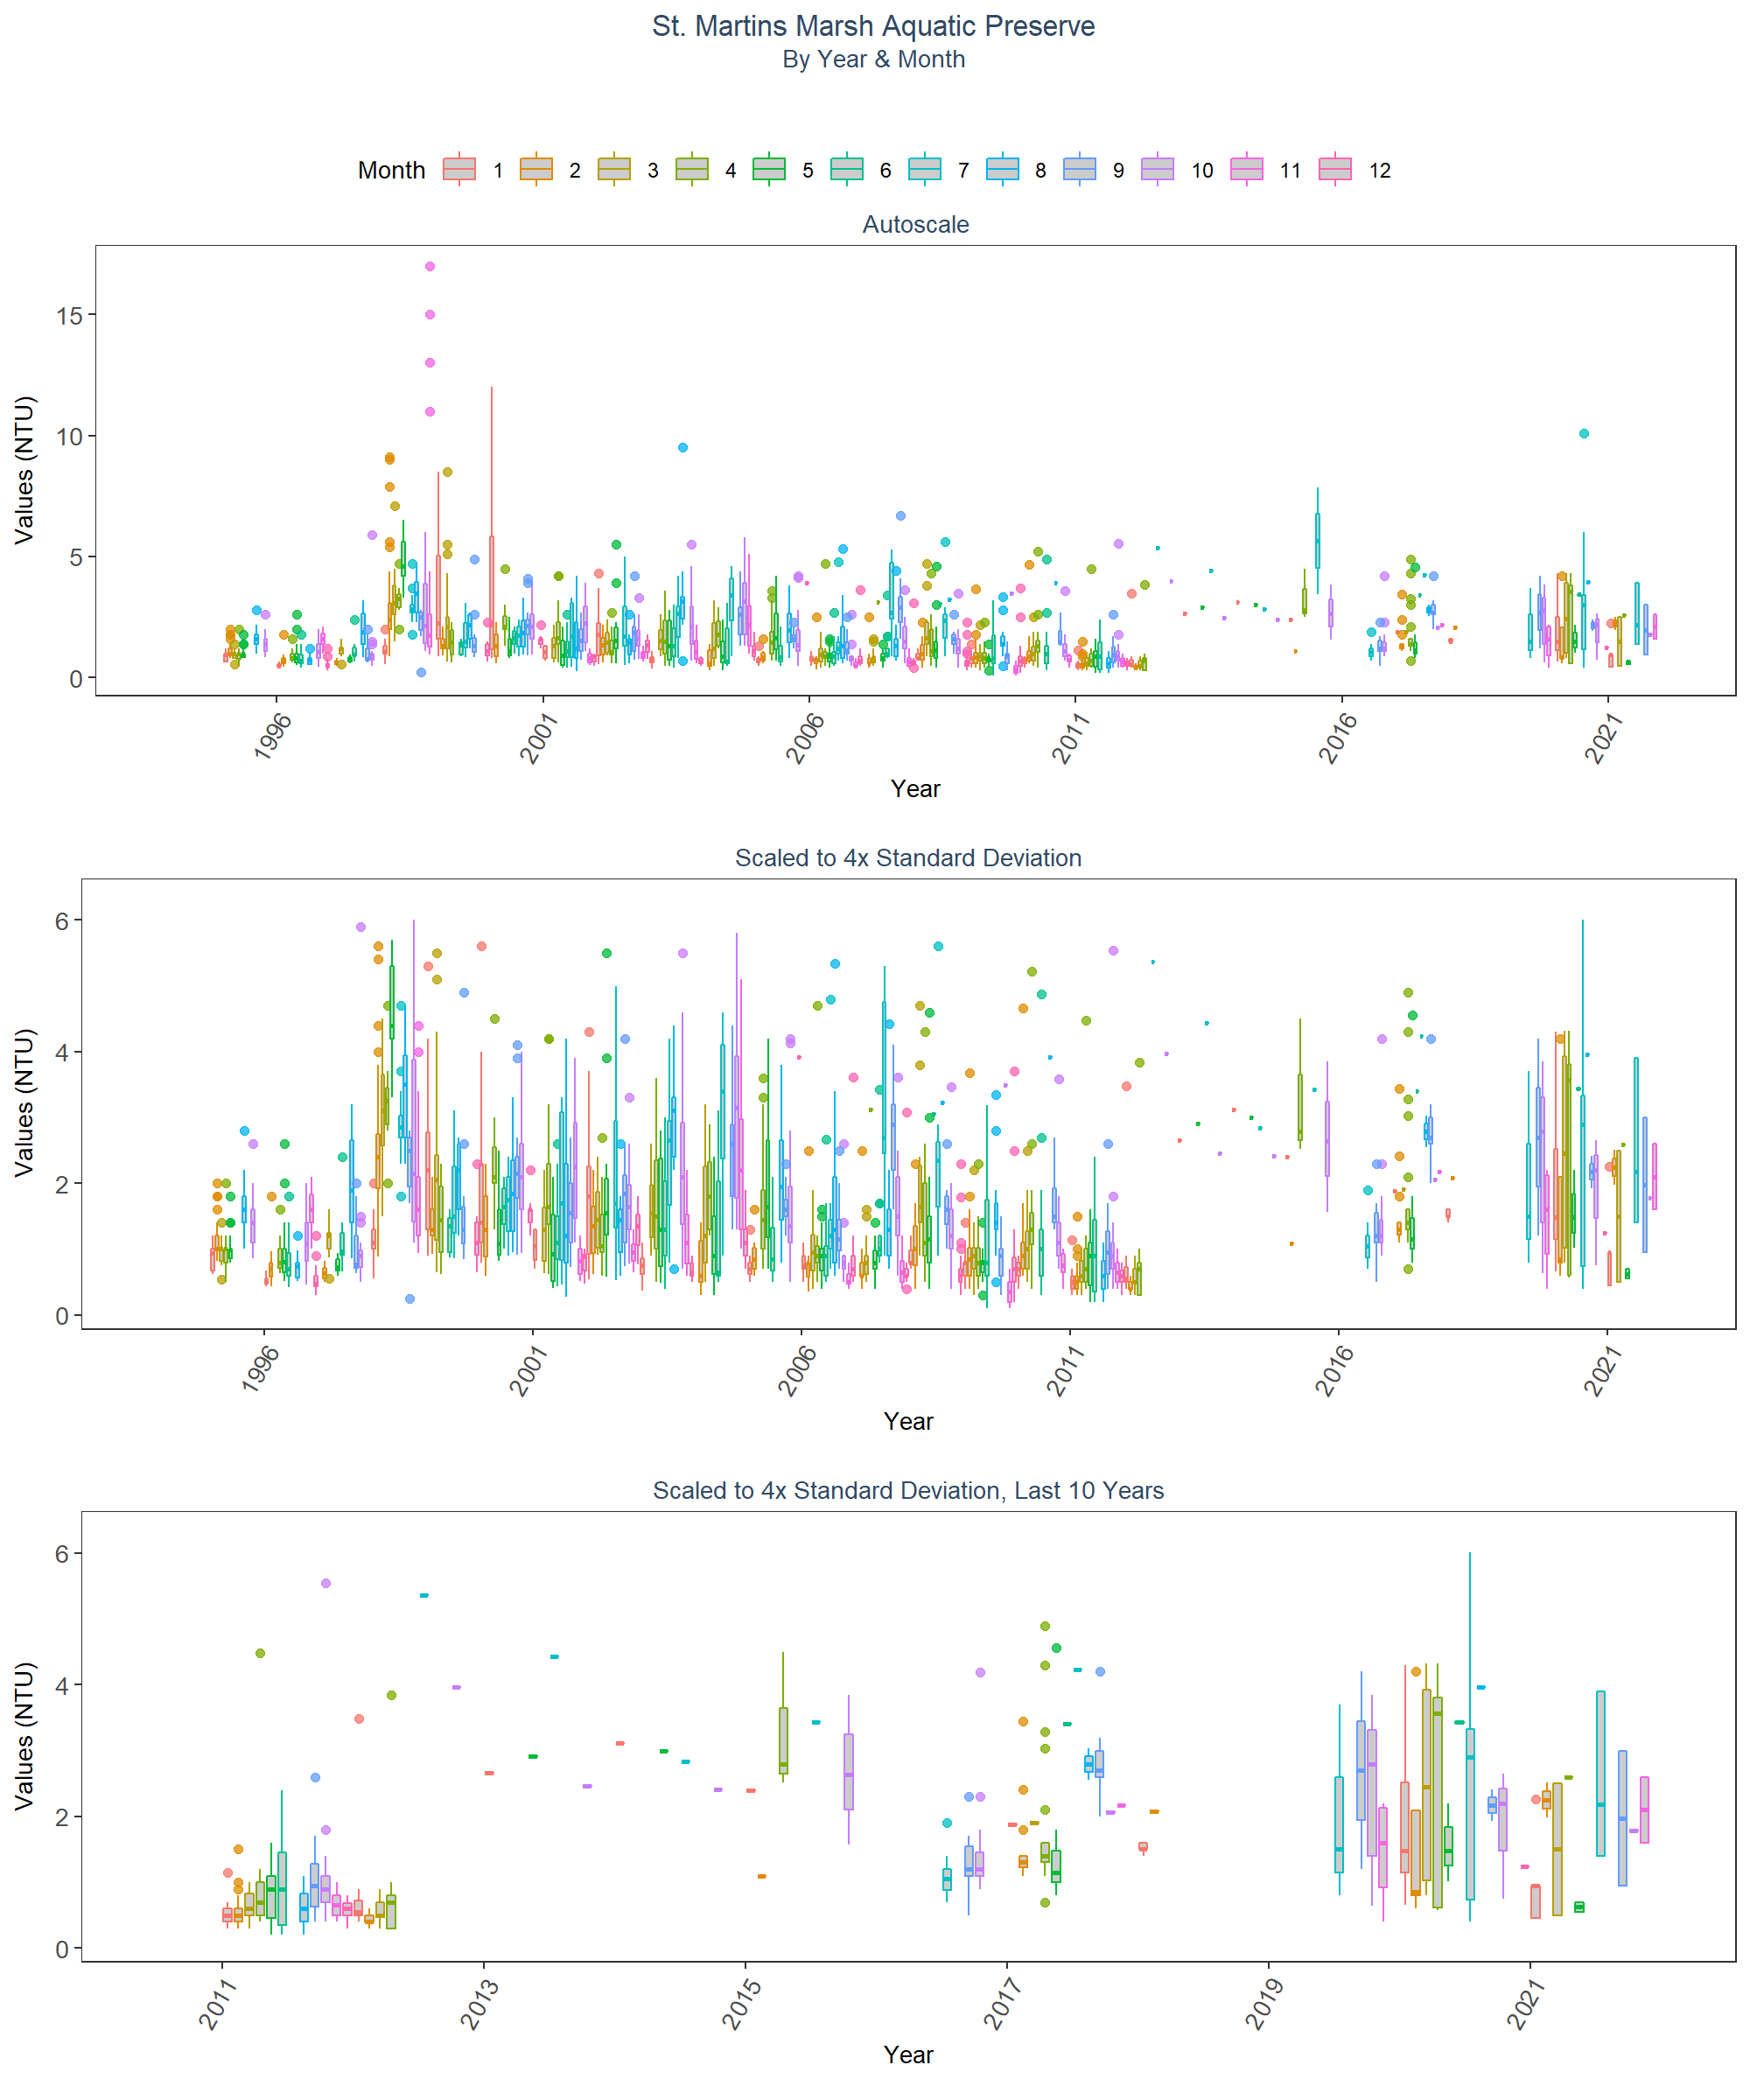 St. Martins Marsh Aquatic Preserve
By Year & Month
Month 1 2 3 4 5 6 7 8 9 10 11 12
Autoscale
Values (NTU)
15
10
5
0
1996 2001 2006 2011 2016 2021
Year
Scaled to 4x Standard Deviation
Values (NTU)
6
4
2
0
1996 2001 2006 2011 2016 2021
Year
Scaled to 4x Standard Deviation, Last 10 Years
Values (NTU)
6
4
2
0
2011 2013 2015 2017 2019 2021
Year